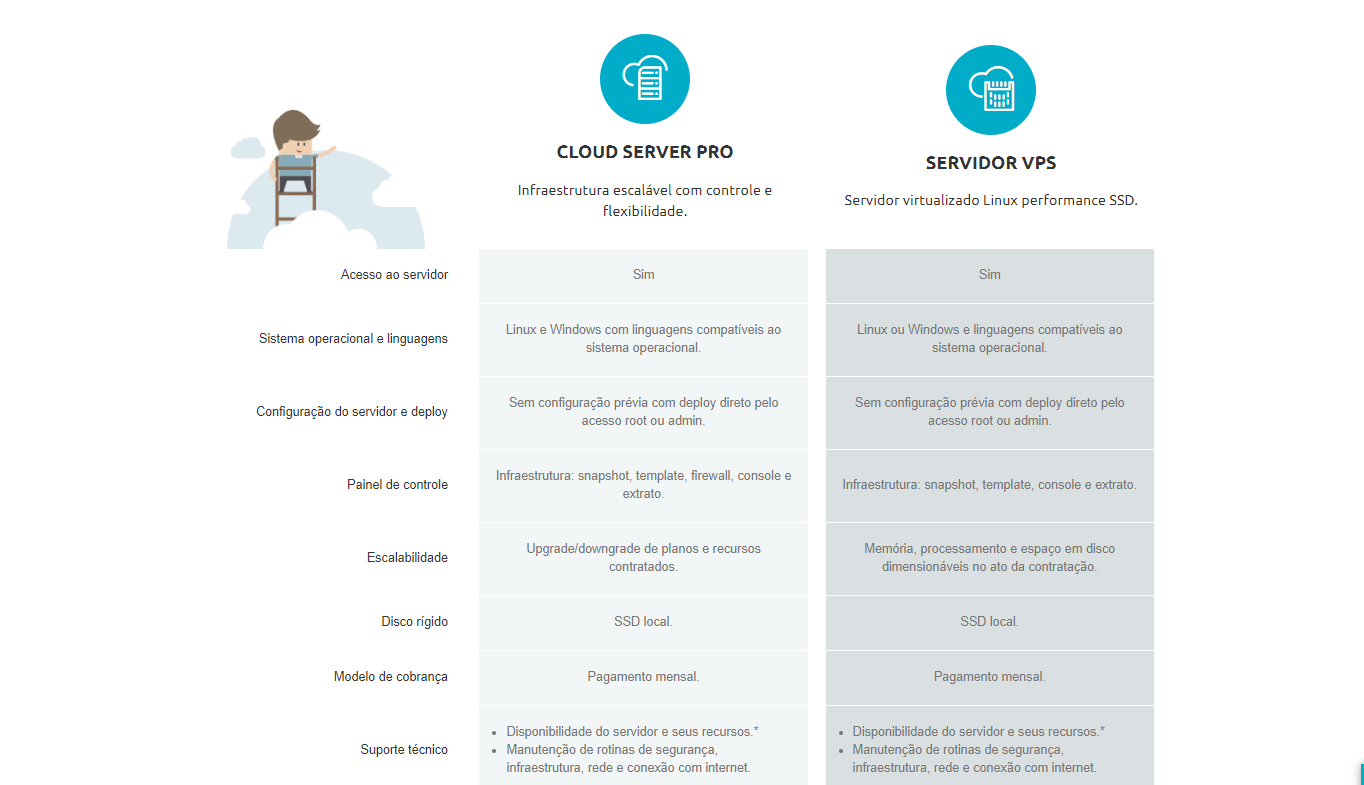 CLOUD SERVER PRO
Infraestrutura escalável com controle e
flexibilidade.
SERVIDOR VPS
Servidor virtualizado Linux performance SSD.
Acesso ao servidor
Sim
Sim
Sistema operacional e linguagens
Linux e Windows com linguagens compatíveis ao
sistema operacional.
Linux ou Windows e linguagens compatíveis ao
sistema operacional.
Configuração do servidor e deploy
Sem configuração prévia com deploy direto pelo
acesso root ou admin.
Sem configuração prévia com deploy direto pelo
acesso root ou admin.
Painel de controle
Infraestrutura: snapshot, template, firewall, console e
extrato.
Infraestrutura: snapshot, template, console e extrato.
Escalabilidade
Upgrade/downgrade de planos e recursos
contratados.
Memória, processamento e espaço em disco
dimensionáveis no ato da contratação.
Disco rígido
SSD local.
SSD local.
Modelo de cobrança
Pagamento mensal.
Pagamento mensal.
Suporte técnico
• Disponibilidade do servidor e seus recursos.*
• Manutenção de rotinas de segurança,
infraestrutura, rede e conexão com internet.
• Disponibilidade do servidor e seus recursos.*
• Manutenção de rotinas de segurança,
infraestrutura, rede e conexão com internet.